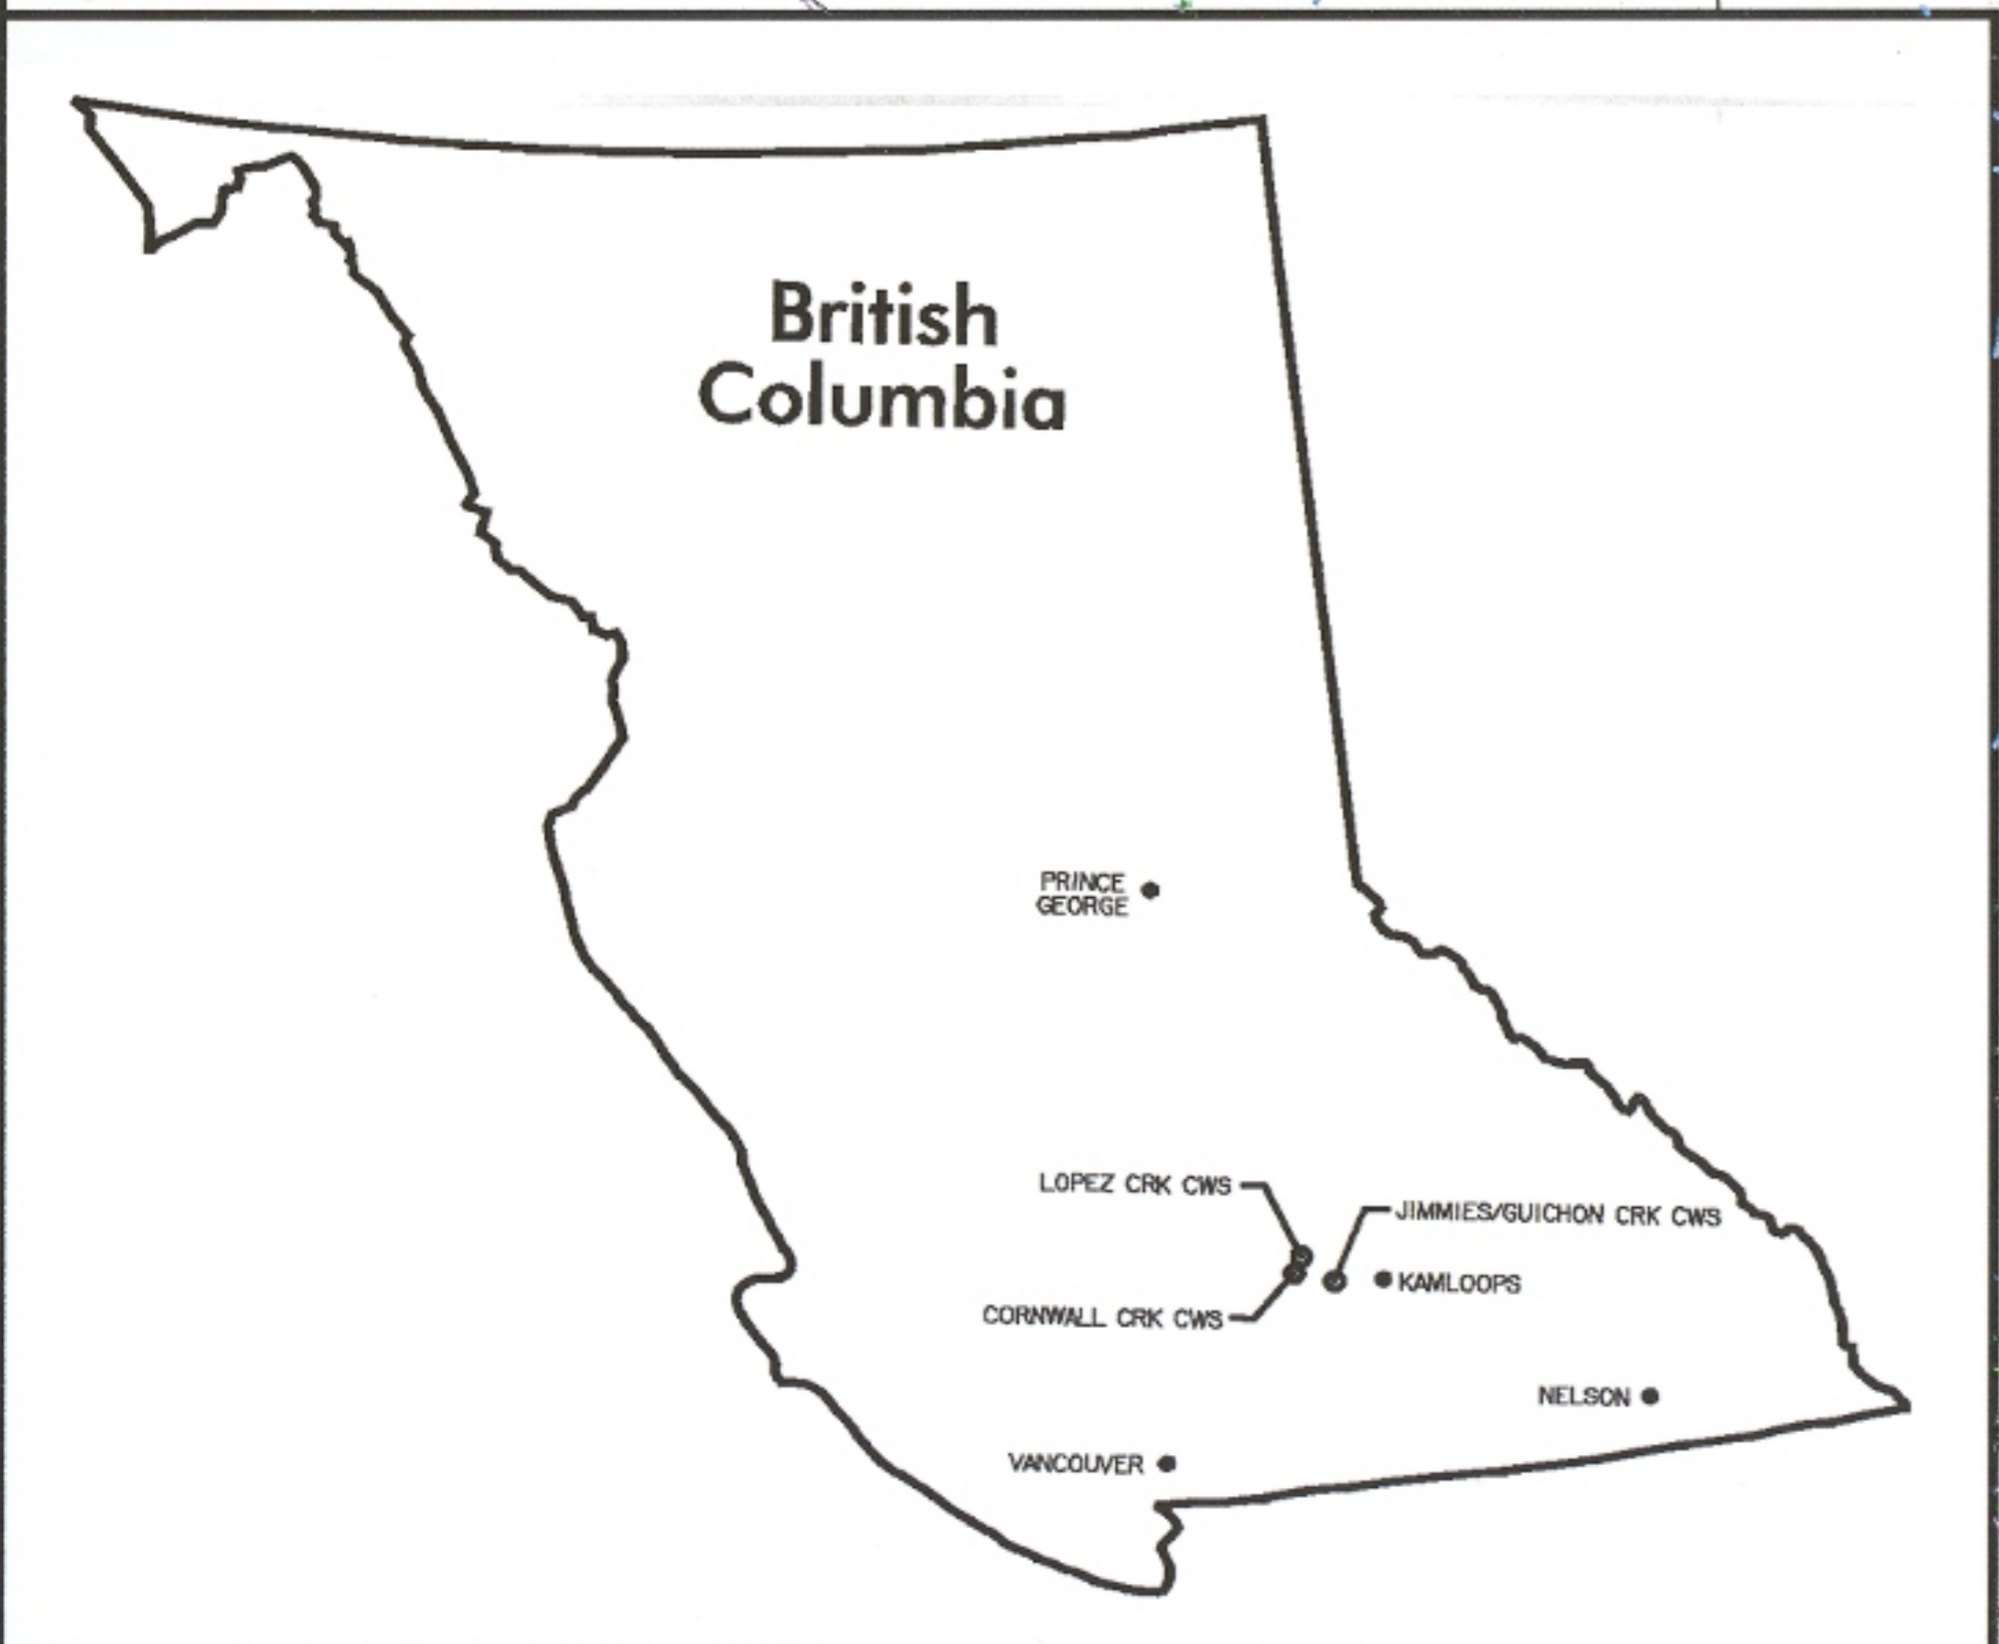 British
Columbia
PRINCE
GEORGE
LOPEZ CRK CWS
JIMMIES/GUICHON CRK CWS
KAMLOOPS
CORNWALL CRK CWS
NELSON
VANCOUVER